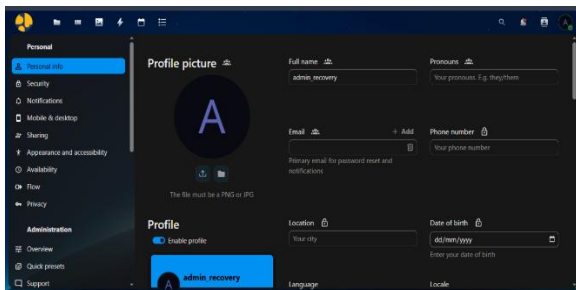 A
Personal
Personal info
Security
Notifications
Mobile & desktop
Sharing
Appearance and accessibility
Availability
Flow
Privacy
Administration
Overview
Quick presets
Support
Profile picture
A
The file must be a PNG or JPG
Profile
Enable profile
A
admin_recovery
Full name
admin_recovery
Pronouns
Your pronouns. E.g. they/them
Email
+ Add
Primary email for password reset and
notifications
Phone number
Your phone number
Location
Your city
Date of birth
dd/mm/yyyy
Enter your date of birth
Language
Locale